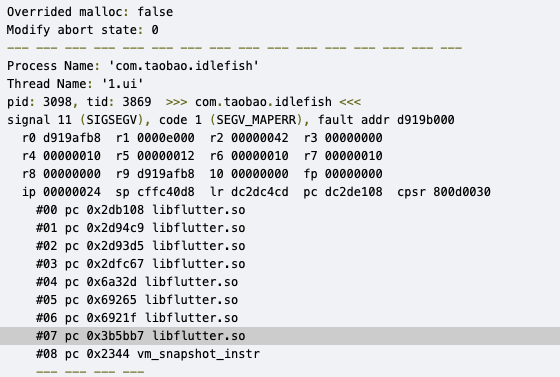 Overrided malloc: false
Modify abort state: 0
--- --- --- --- --- --- --- --- --- --- --- --- --- --- --- ---
Process Name: 'com.taobao.idlefish'
Thread Name: '1.ui'
pid: 3098, tid: 3869  >>> com.taobao.idlefish <<<
signal 11 (SIGSEGV), code 1 (SEGV_MAPERR), fault addr d919b000
  r0 d919afb8  r1 0000e000  r2 00000042  r3 00000000
  r4 00000010  r5 00000012  r6 00000010  r7 00000010
  r8 00000000  r9 d919afb8  10 00000000  fp 00000000
  ip 00000024  sp cffc40d8  lr dc2dc4cd  pc dc2de108  cpsr 800d0030
    #00 pc 0x2db108 libflutter.so
    #01 pc 0x2d94c9 libflutter.so
    #02 pc 0x2d93d5 libflutter.so
    #03 pc 0x2dfc67 libflutter.so
    #04 pc 0x6a32d libflutter.so
    #05 pc 0x69265 libflutter.so
    #06 pc 0x6921f libflutter.so
    #07 pc 0x3b5bb7 libflutter.so
    #08 pc 0x2344 vm_snapshot_instr
    --- --- --- ---